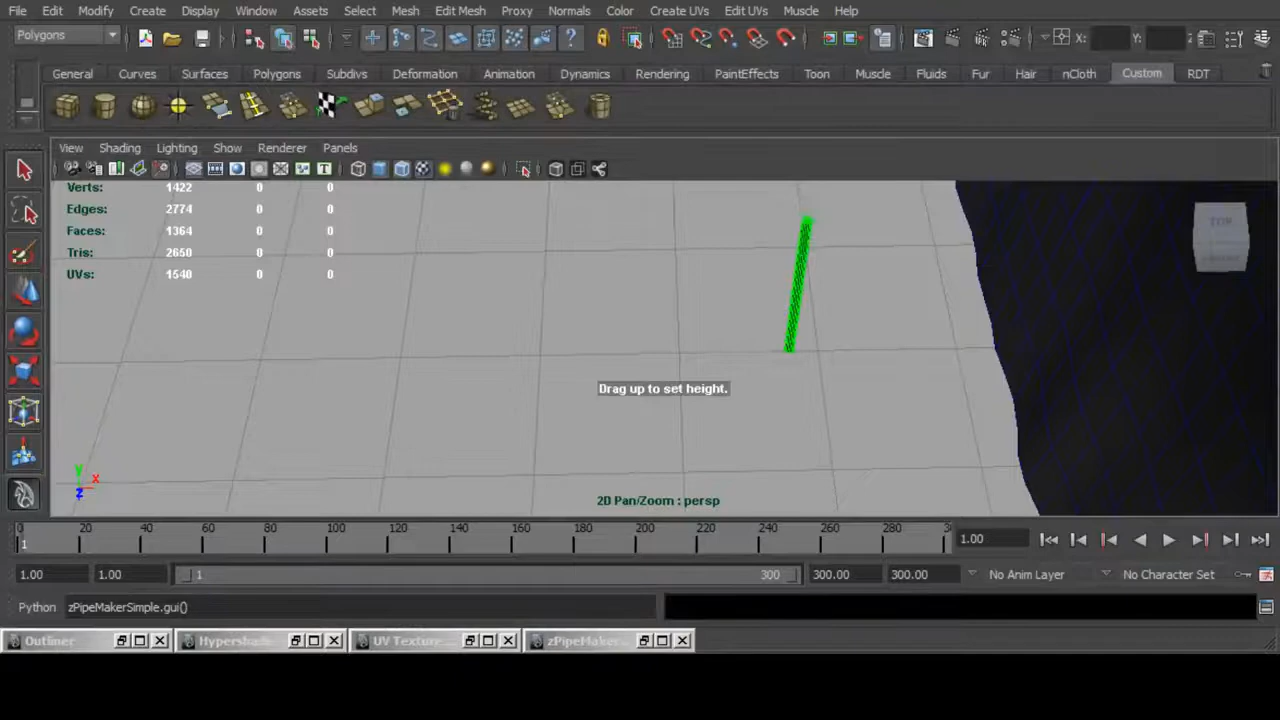 File Edit Modify Create Display Window Assets Select Mesh Edit Mesh Proxy Normals Color Create UVs Edit UVs Muscle Help
Polygons X: Y:
General Curves Surfaces Polygons Subdivs Deformation Animation Dynamics Rendering PaintEffects Toon Muscle Fluids Fur Hair nCloth Custom RDT
View Shading Lighting Show Renderer Panels
Verts: 1422 0 0
Edges: 2774 0 0
Faces: 1364 0 0
Tris: 2650 0 0
UVs: 1540 0 0
TOP
Drag up to set height.
Y
X
Z
2D Pan/Zoom : persp
0 20 40 60 80 100 120 140 160 180 200 220 240 260 280
1
1.00
1.00 1.00 1 300 300.00 300.00 No Anim Layer No Character Set
Python zPipeMakerSimple.gui()
Outliner Hypershad UV Texture... zPipeMaker